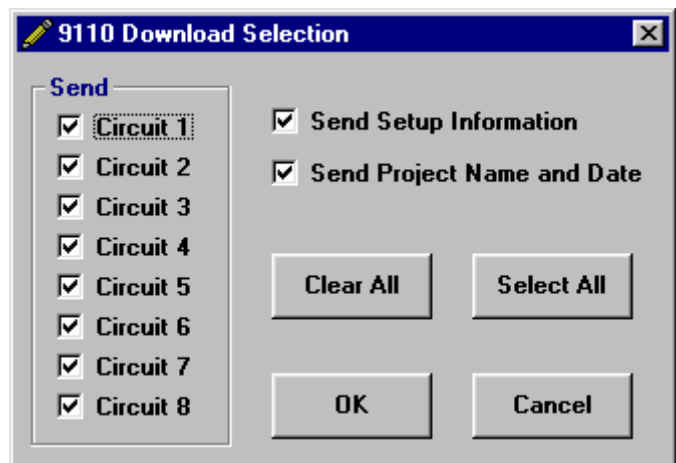 9110 Download Selection
Send
Circuit 1
Circuit 2
Circuit 3
Circuit 4
Circuit 5
Circuit 6
Circuit 7
Circuit 8
Send Setup Information
Send Project Name and Date
Clear All
Select All
OK
Cancel